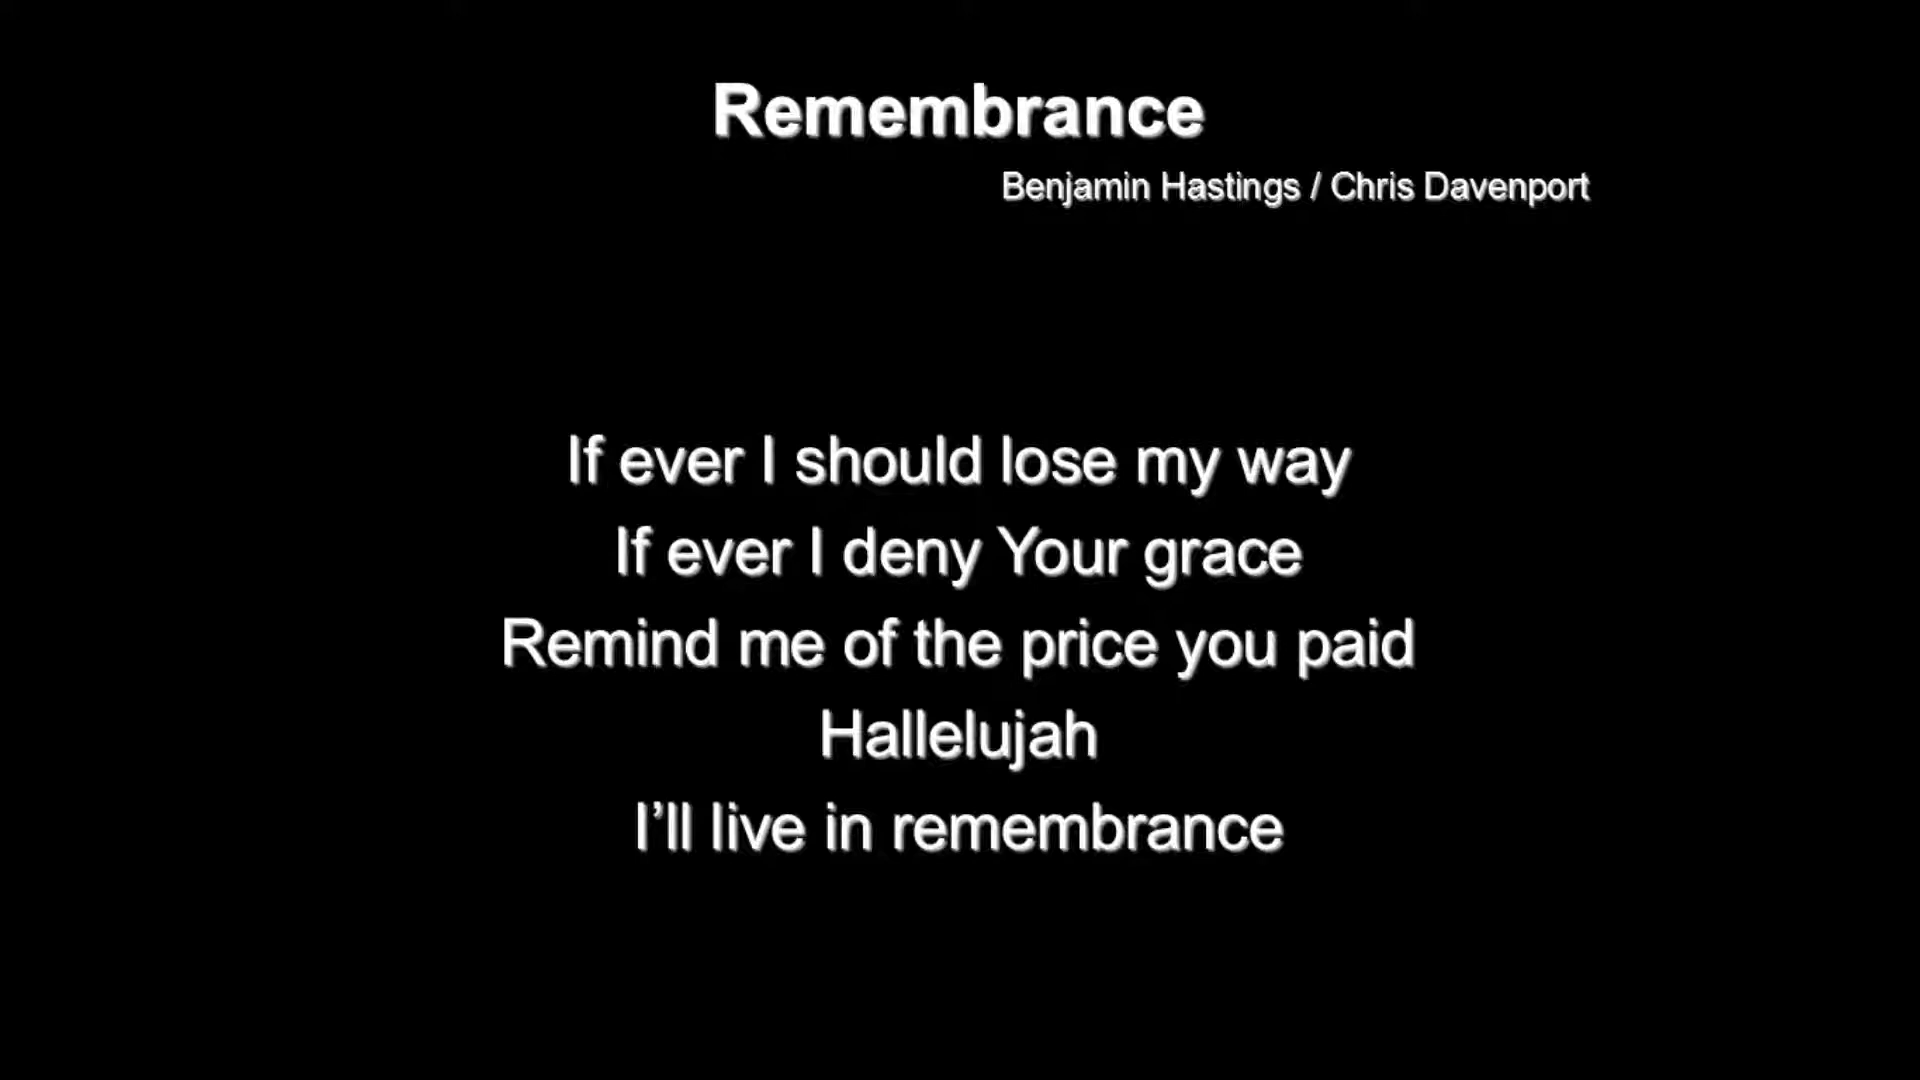 Remembrance
Benjamin Hastings / Chris Davenport
If ever I should lose my way
If ever I deny Your grace
Remind me of the price you paid
Hallelujah
I’ll live in remembrance